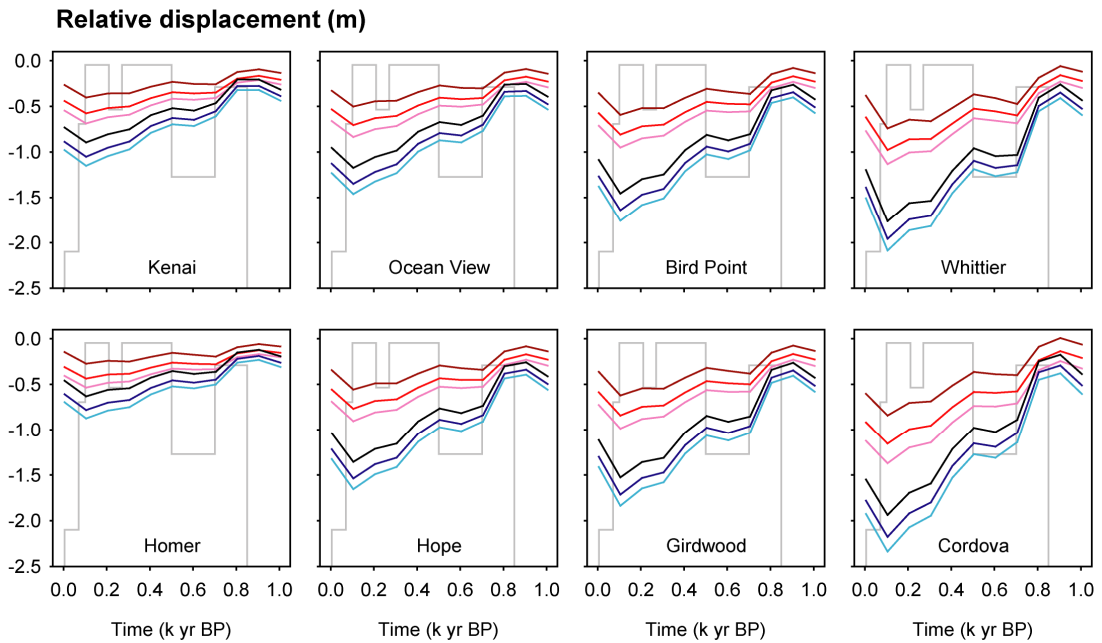 Relative displacement (m)
0.0
-0.5
-1.0
-1.5
-2.0
-2.5
Kenai
Ocean View
Bird Point
Whittier
0.0
-0.5
-1.0
-1.5
-2.0
-2.5
Homer
Hope
Girdwood
Cordova
0.0 0.2 0.4 0.6 0.8 1.0
0.0 0.2 0.4 0.6 0.8 1.0
0.0 0.2 0.4 0.6 0.8 1.0
0.0 0.2 0.4 0.6 0.8 1.0
Time (k yr BP)
Time (k yr BP)
Time (k yr BP)
Time (k yr BP)